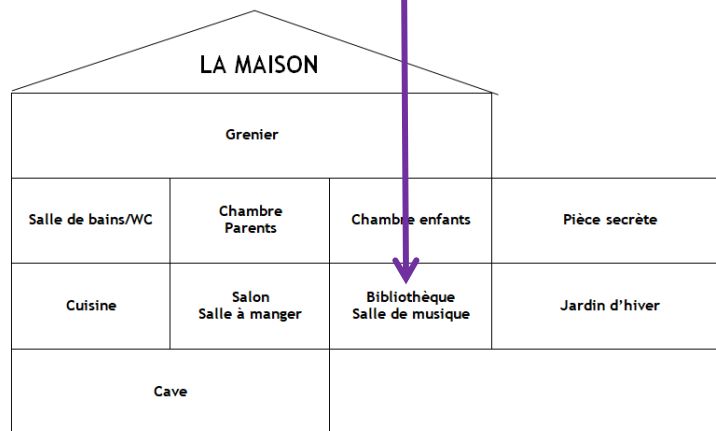 LA MAISON
Grenier
Salle de bains/WC
Chambre
Parents
Chambre enfants
Pièce secrète
Cuisine
Salon
Salle à manger
Bibliothèque
Salle de musique
Jardin d'hiver
Cave